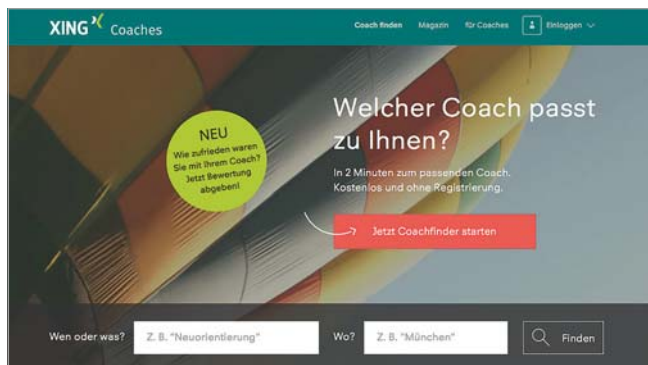 XING Coaches
Coach finden Magazin für Coaches Einloggen
Welcher Coach passt
zu Ihnen?
NEU
Wie zufrieden waren
Sie mit Ihrem Coach?
Jetzt Bewertung
abgeben!
In 2 Minuten zum passenden Coach.
Kostenlos und ohne Registrierung.
Jetzt Coachfinder starten
Wen oder was? Z. B. "Neuorientierung" Wo? Z. B. "München" Finden